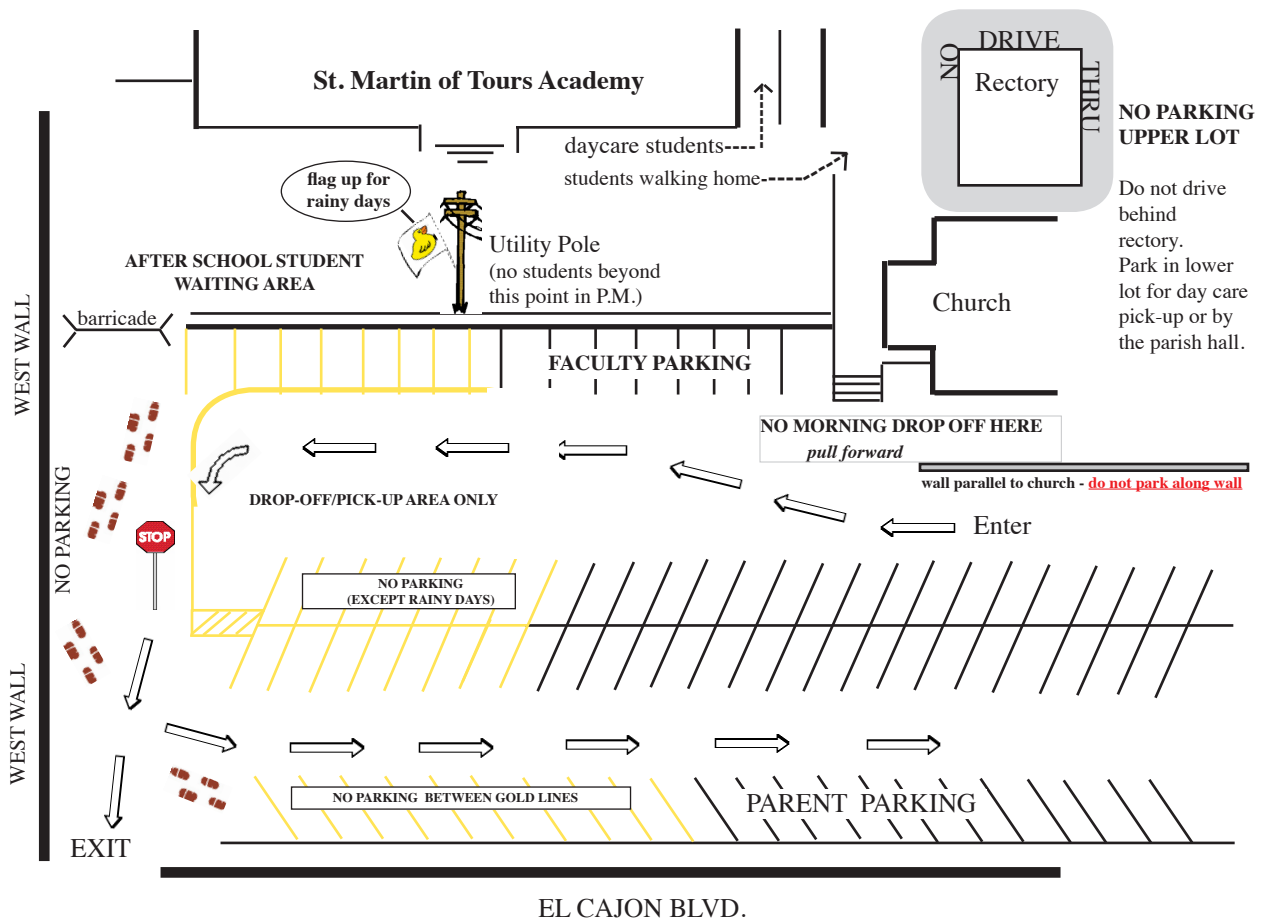 St. Martin of Tours Academy
NO
DRIVE
THRU
Rectory
NO PARKING
UPPER LOT
daycare students
students walking home
flag up for
rainy days
Do not drive
behind
rectory.
Park in lower
lot for day care
pick-up or by
the parish hall.
Utility Pole
(no students beyond
this point in P.M.)
AFTER SCHOOL STUDENT
WAITING AREA
Church
barricade
WEST WALL
FACULTY PARKING
NO MORNING DROP OFF HERE
pull forward
wall parallel to church - do not park along wall
DROP-OFF/PICK-UP AREA ONLY
Enter
NO PARKING
STOP
NO PARKING
(EXCEPT RAINY DAYS)
WEST WALL
NO PARKING BETWEEN GOLD LINES
PARENT PARKING
EXIT
EL CAJON BLVD.